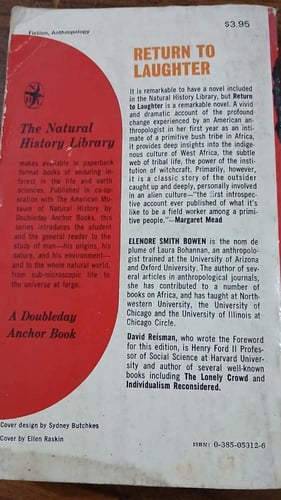 Fiction, Anthropology
$3.95
The Natural
History Library
makes available in paperback
format books of enduring in-
terest in the life and earth
sciences. Published in co-op-
eration with The American Mu-
seum of Natural History by
Doubleday Anchor Books, this
series introduces the student
and the general reader to the
study of man—his origins, his
nature, and his environment—
and to the whole natural world,
from sub-microscopic life to
the universe at large.
A Doubleday
Anchor Book
Cover design by Sydney Butchkes
Cover by Ellen Raskin
RETURN TO
LAUGHTER
It is remarkable to have a novel included
in the Natural History Library, but Return
to Laughter is a remarkable novel. A vivid
and dramatic account of the profound-
change experienced by an American an-
thropologist in her first year as an inti-
mate of a primitive bush tribe in Africa,
it provides deep insights into the indige-
nous culture of West Africa, the subtle
web of tribal life, the power of the insti-
tution of witchcraft. Primarily, however,
it is a classic story of the outsider
caught up and deeply, personally involved
in an alien culture—"the first introspec-
tive account ever published of what it's
like to be a field worker among a primi-
tive people."—Margaret Mead
ELENORE SMITH BOWEN is the nom de
plume of Laura Bohannan, an anthropolo-
gist trained at the University of Arizona
and Oxford University. The author of sev-
eral articles in anthropological journals,
she has contributed to a number of
books on Africa, and has taught at North-
western University, the University of
Chicago and the University of Illinois at
Chicago Circle.
David Reisman, who wrote the Foreword
for this edition, is Henry Ford II Profes-
sor of Social Science at Harvard Univer-
sity and author of several well-known
books including The Lonely Crowd and
Individualism Reconsidered.
ISBN: 0-385-05312-6